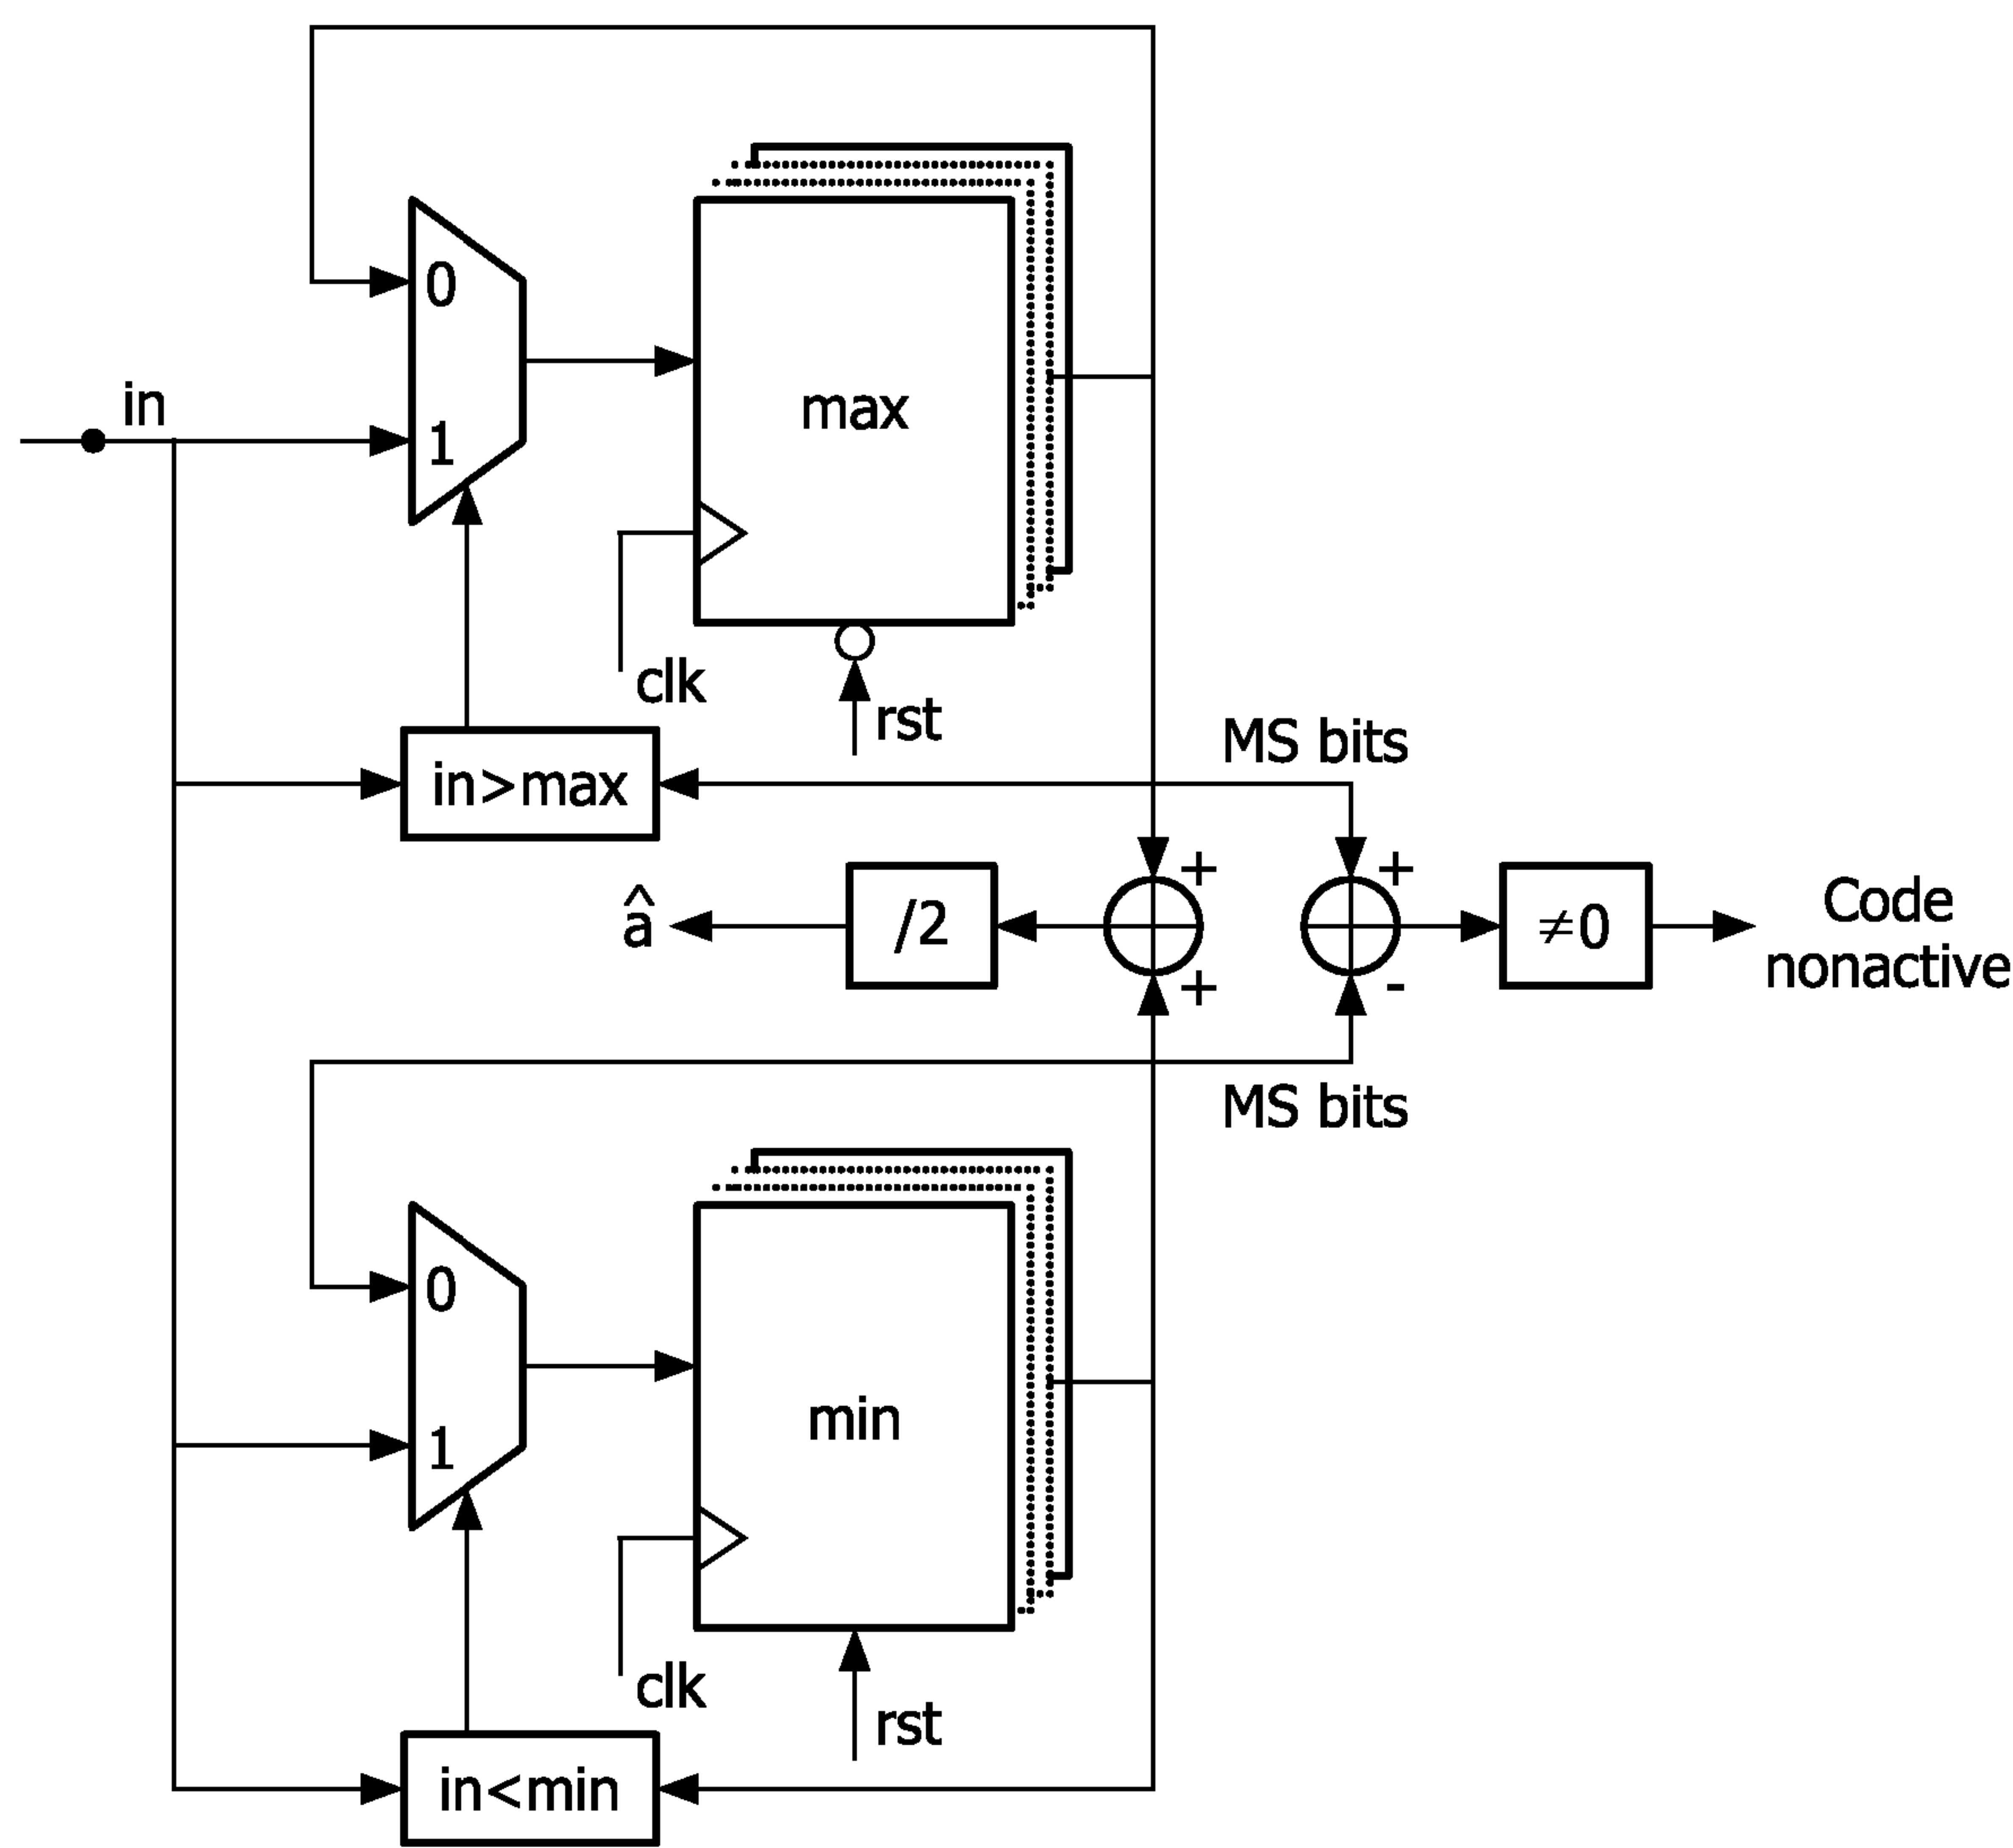 0
in
1
max
clk
rst
MS bits
in>max
+
+
â
/2
≠0
Code
nonactive
+
-
MS bits
0
min
1
clk
rst
in<min